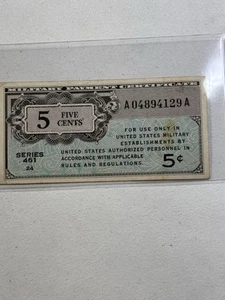 MILITARY PAYMENT CERTIFICATE
A04894129A
5 FIVE CENTS
FOR USE ONLY IN
UNITED STATES MILITARY
ESTABLISHMENTS BY
UNITED STATES AUTHORIZED PERSONNEL IN
ACCORDANCE WITH APPLICABLE
RULES AND REGULATIONS.
5¢
SERIES
461
24